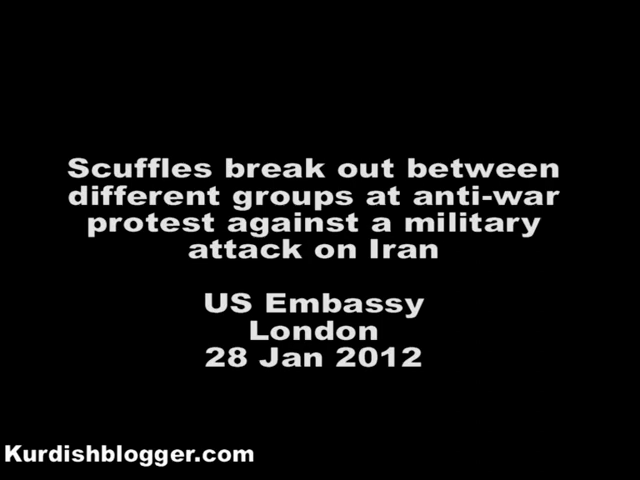 Scuffles break out between
different groups at anti-war
protest against a military
attack on Iran
US Embassy
London
28 Jan 2012
Kurdishblogger.com